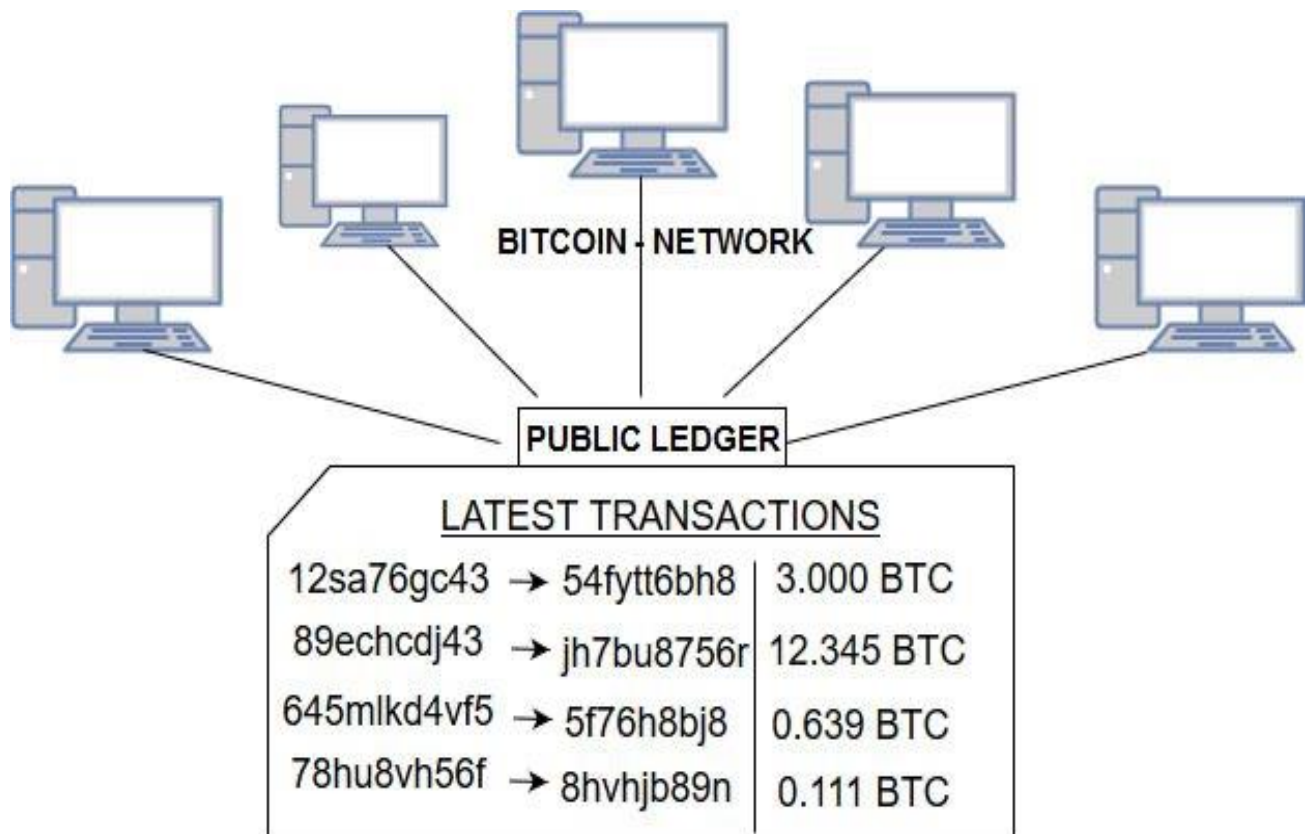 BITCOIN - NETWORK
PUBLIC LEDGER
LATEST TRANSACTIONS
12sa76gc43 → 54fytt6bh8 3.000 BTC
89echcdj43 → jh7bu8756r 12.345 BTC
645mlkd4vf5 → 5f76h8bj8 0.639 BTC
78hu8vh56f → 8hvhjb89n 0.111 BTC